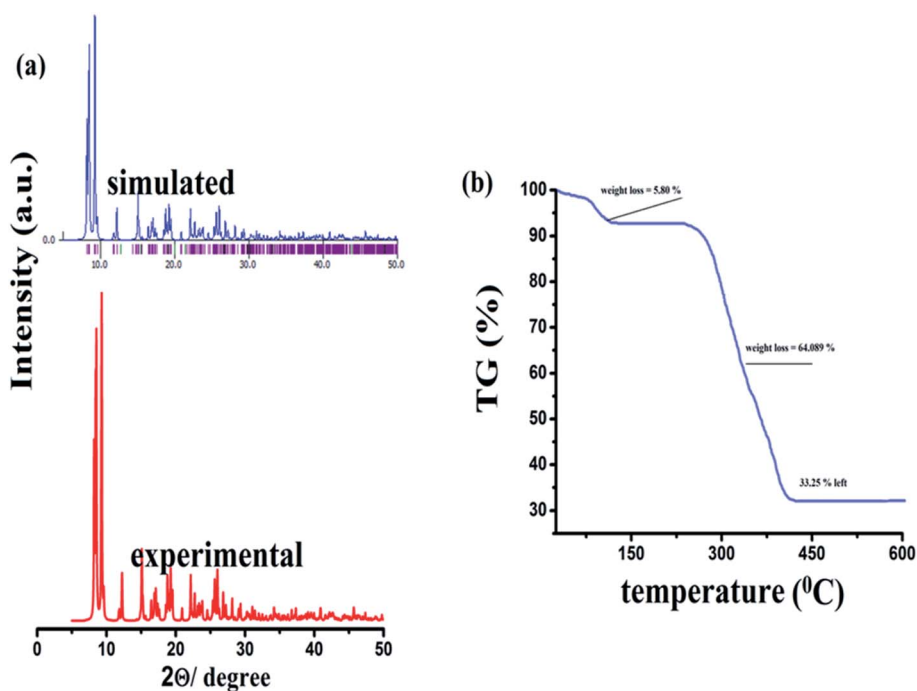 (a)
Intensity (a.u.)
simulated
0.0
10.0 20.0 30.0 40.0 50.0
experimental
0 10 20 30 40 50
2Θ/ degree
(b)
TG (%)
100
90
80
70
60
50
40
30
weight loss = 5.80 %
weight loss = 64.089 %
33.25 % left
150 300 450 600
temperature (⁰C)